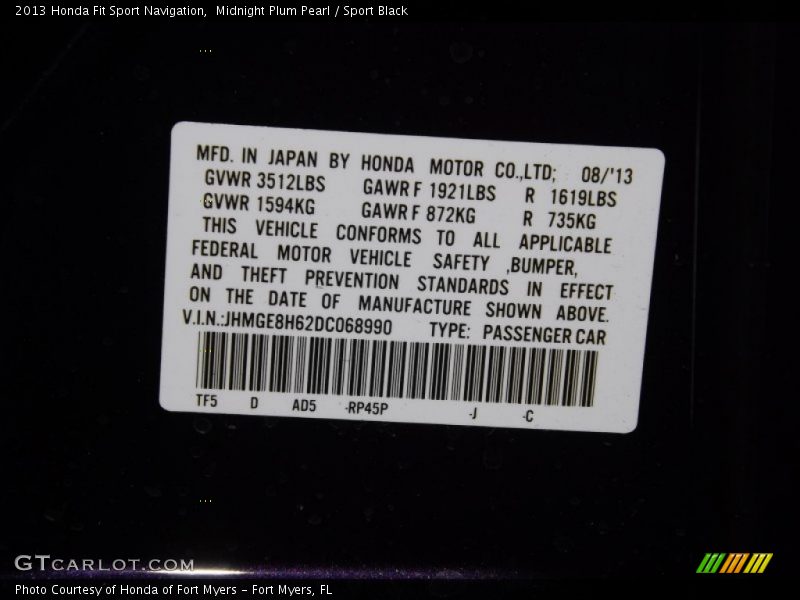 2013 Honda Fit Sport Navigation,  Midnight Plum Pearl / Sport Black
MFD. IN JAPAN BY HONDA MOTOR CO.,LTD; 08/'13
GVWR 3512LBS GAWR F 1921LBS R 1619LBS
GVWR 1594KG GAWR F 872KG R 735KG
THIS VEHICLE CONFORMS TO ALL APPLICABLE
FEDERAL MOTOR VEHICLE SAFETY ,BUMPER,
AND THEFT PREVENTION STANDARDS IN EFFECT
ON THE DATE OF MANUFACTURE SHOWN ABOVE.
V.I.N.:JHMGE8H62DC068990 TYPE: PASSENGER CAR
TF5 D AD5 -RP45P -J -C
GTCARLOT.COM
Photo Courtesy of Honda of Fort Myers - Fort Myers, FL